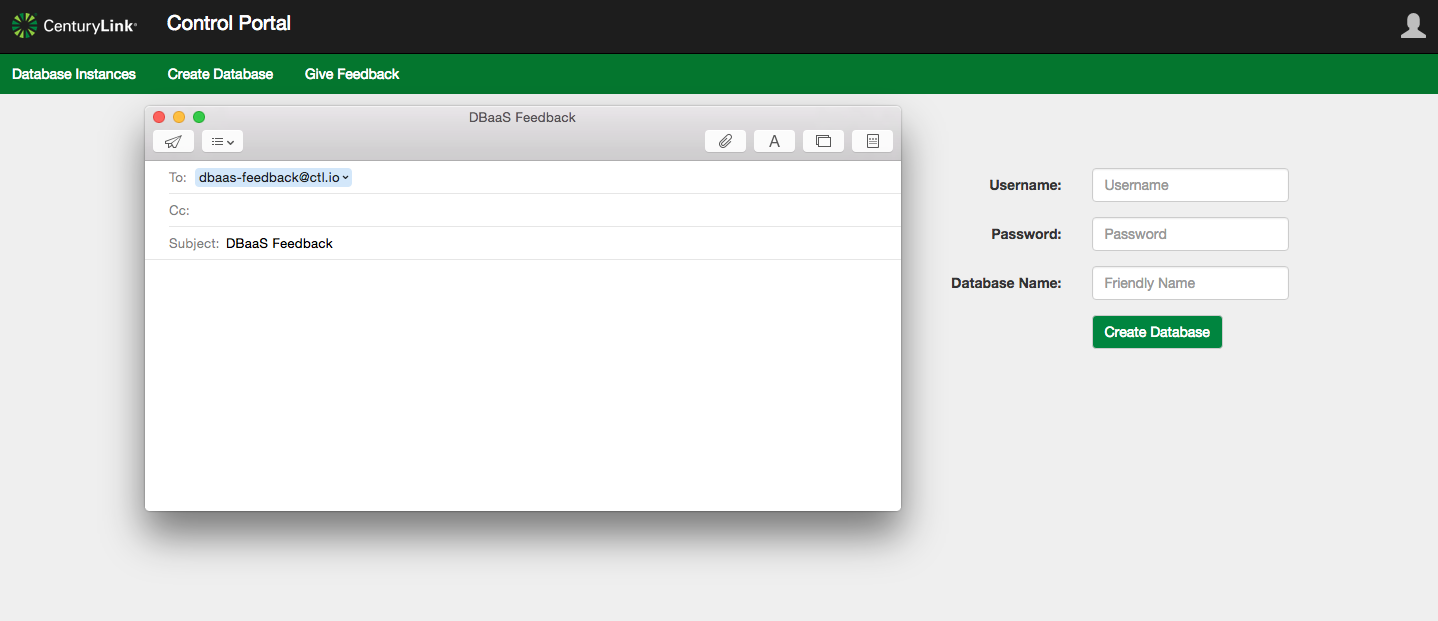 CenturyLink Control Portal
Database Instances Create Database Give Feedback
DBaaS Feedback
A
To: dbaas-feedback@ctl.io
Cc:
Subject: DBaaS Feedback
Username: Username
Password: Password
Database Name: Friendly Name
Create Database